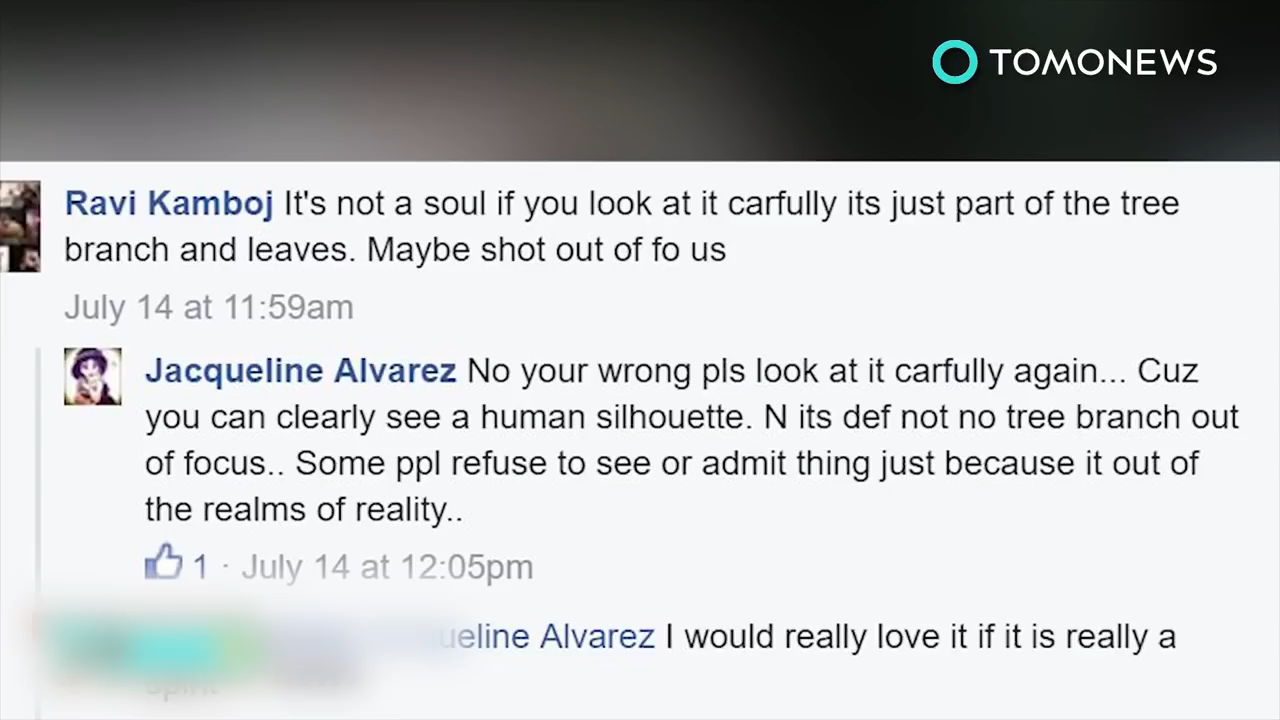 TOMONEWS
Ravi Kamboj It's not a soul if you look at it carfully its just part of the tree
branch and leaves. Maybe shot out of fo us
July 14 at 11:59am
Jacqueline Alvarez No your wrong pls look at it carfully again... Cuz
you can clearly see a human silhouette. N its def not no tree branch out
of focus.. Some ppl refuse to see or admit thing just because it out of
the realms of reality..
1 · July 14 at 12:05pm
Alvarez I would really love it if it is really a